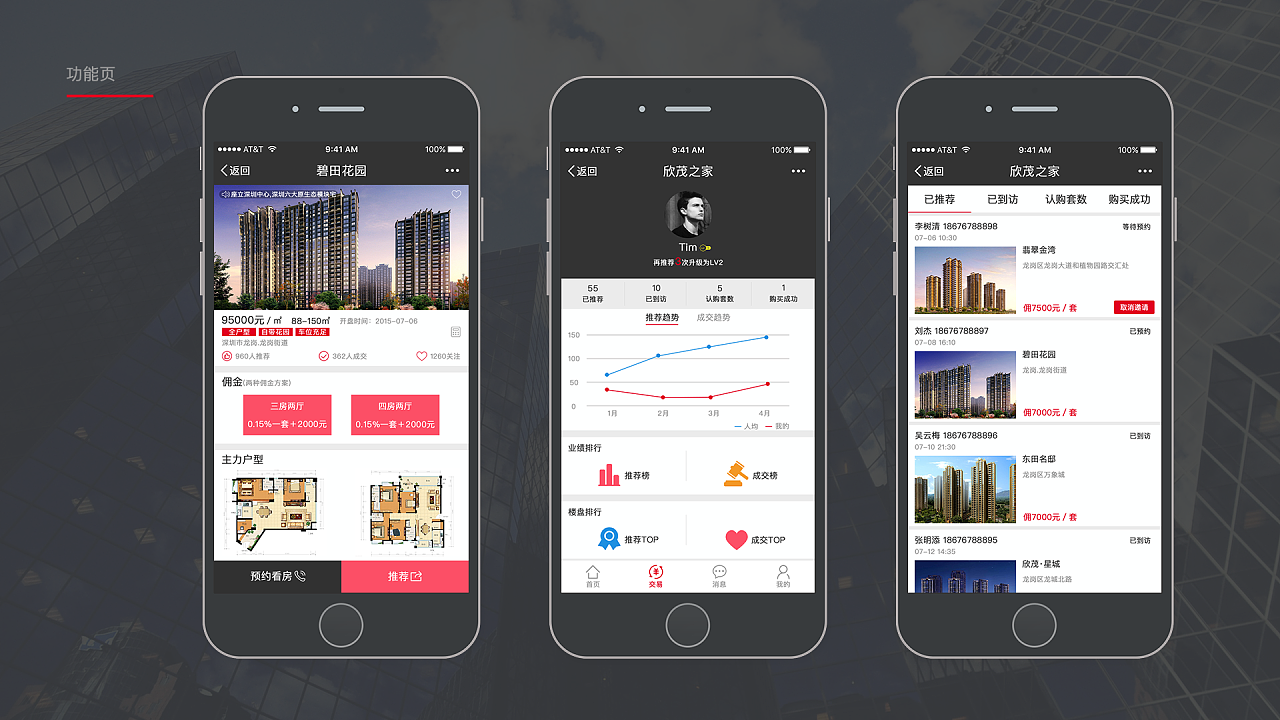 功能页
●●●●● AT&T 9:41 AM 100%
返回 碧田花园 •••
座立深圳中心,深圳六大原生态模块宅
95000元 / ㎡ 88-150㎡ 开盘时间：2015-07-06
全户型 自带花园 车位充足
深圳市龙岗.龙岗街道
960人推荐 362人成交 1260关注
佣金(两种佣金方案)
三房两厅 四房两厅
0.15%一套+2000元 0.15%一套+2000元
主力户型
预约看房 推荐
●●●●● AT&T 9:41 AM 100%
返回 欣茂之家 •••
Tim
再推荐5次升级为LV2
55 10 5 1
已推荐 已到访 认购套数 购买成功
推荐趋势 成交趋势
150
100
50
0
1月 2月 3月 4月
人均 我的
业绩排行
推荐榜 成交榜
楼盘排行
推荐TOP 成交TOP
首页 交易 消息 我的
●●●●● AT&T 9:41 AM 100%
返回 欣茂之家 •••
已推荐 已到访 认购套数 购买成功
李树清 18676788898 等待预约
07-06 10:30
翡翠金湾
龙岗区龙岗大道和植物园路交汇处
佣7500元 / 套 取消邀请
刘杰 18676788897 已预约
07-08 16:10
碧田花园
龙岗.龙岗街道
佣7000元 / 套
吴云梅 18676788896 已到访
07-10 21:30
东田名邸
龙岗区万象城
佣7000元 / 套
张明添 18676788895 已到访
07-12 14:35
欣茂·星城
龙岗区龙城北路